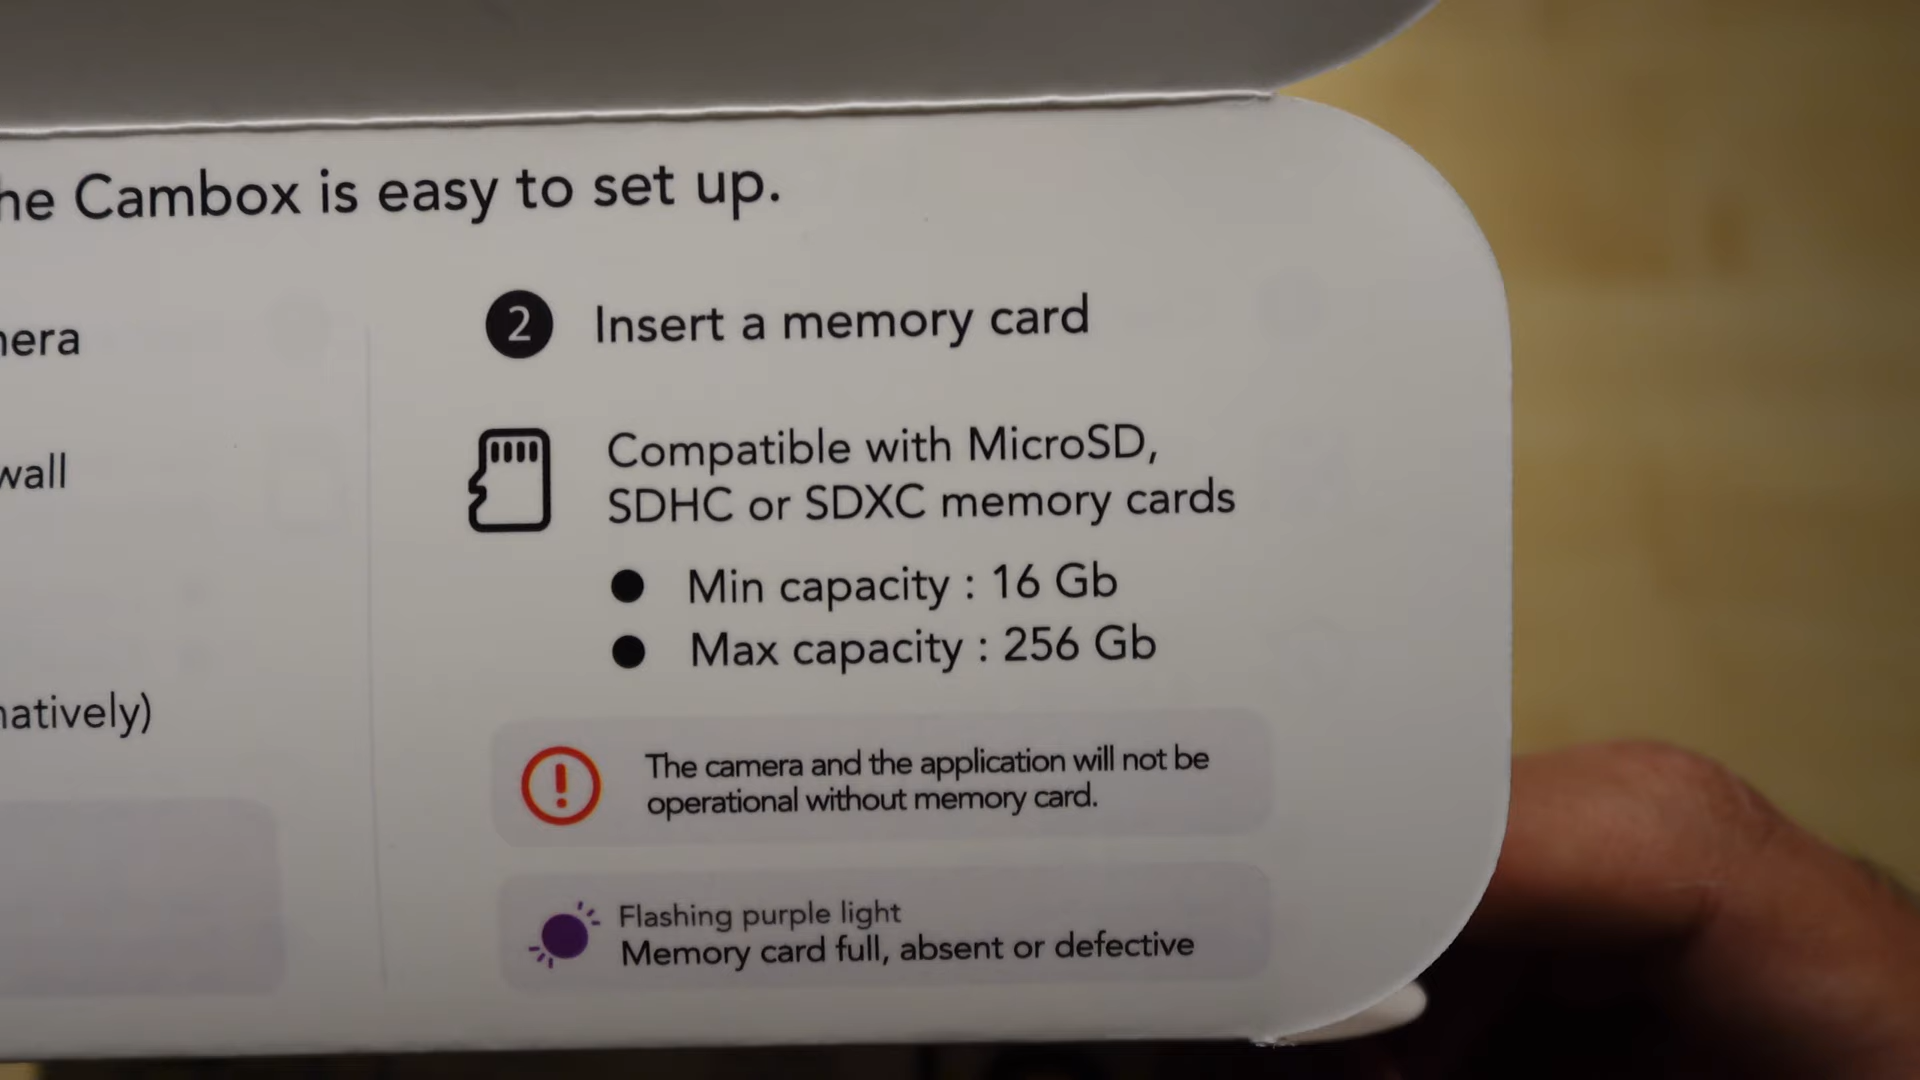 he Cambox is easy to set up.
nera
wall
natively)
2 Insert a memory card
Compatible with MicroSD,
SDHC or SDXC memory cards
● Min capacity : 16 Gb
● Max capacity : 256 Gb
The camera and the application will not be
operational without memory card.
Flashing purple light
Memory card full, absent or defective